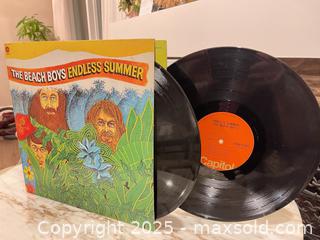 THE BEACH BOYS ENDLESS SUMMER
Capitol
Copyright 2025 - maxsold.com